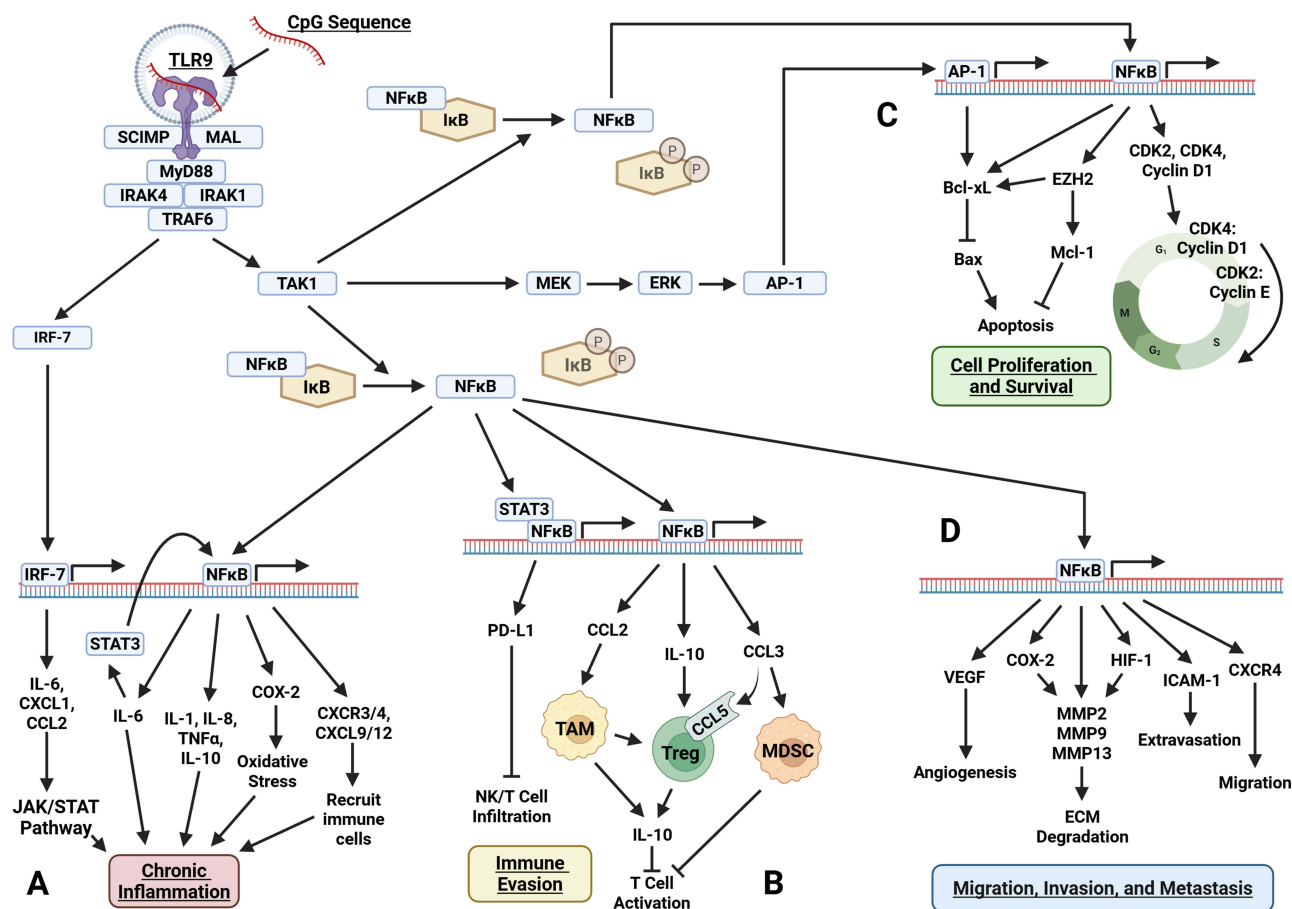 CpG Sequence
TLR9
SCIMP
MAL
MyD88
IRAK4
IRAK1
TRAF6
NFκB
IκB
NFκB
IκB
P
P
TAK1
MEK
ERK
AP-1
IRF-7
NFκB
IκB
NFκB
IκB
P
P
C
AP-1
NFκB
Bcl-xL
EZH2
CDK2, CDK4,
Cyclin D1
Bax
Mcl-1
Apoptosis
CDK4:
Cyclin D1
CDK2:
Cyclin E
G1
S
G2
M
Cell Proliferation
and Survival
IRF-7
NFκB
STAT3
IL-6,
CXCL1,
CCL2
IL-6
IL-1, IL-8,
TNFα,
IL-10
COX-2
Oxidative
Stress
CXCR3/4,
CXCL9/12
Recruit
immune
cells
JAK/STAT
Pathway
Chronic
Inflammation
A
STAT3
NFκB
NFκB
PD-L1
CCL2
IL-10
CCL3
TAM
Treg
CCL5
MDSC
NK/T Cell
Infiltration
IL-10
T Cell
Activation
Immune
Evasion
B
D
NFκB
VEGF
COX-2
HIF-1
ICAM-1
CXCR4
MMP2
MMP9
MMP13
Angiogenesis
Extravasation
Migration
ECM
Degradation
Migration, Invasion, and Metastasis